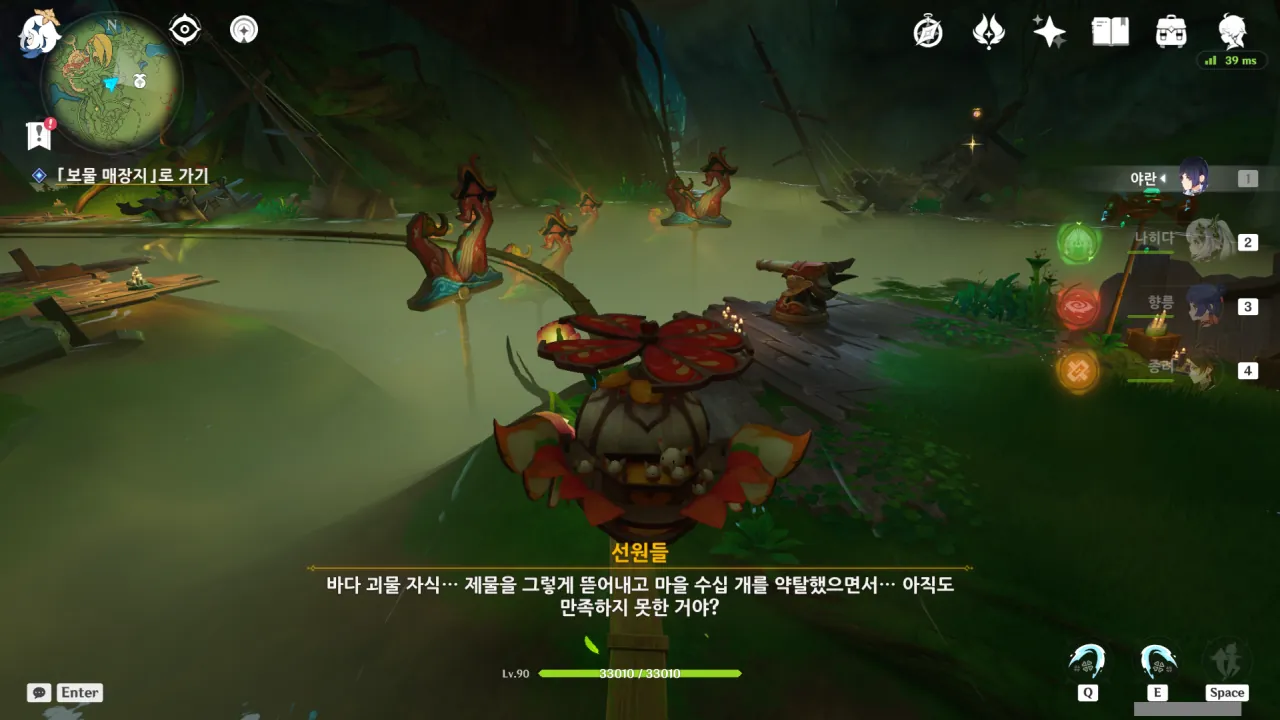 N
39 ms
「보물 매장지」로 가기
야란
1
나히다
2
향릉
3
종려
4
선원들
바다 괴물 자식… 제물을 그렇게 뜯어내고 마을 수십 개를 약탈했으면서… 아직도
만족하지 못한 거야?
Lv.90
33010 / 33010
Enter
Q
E
Space